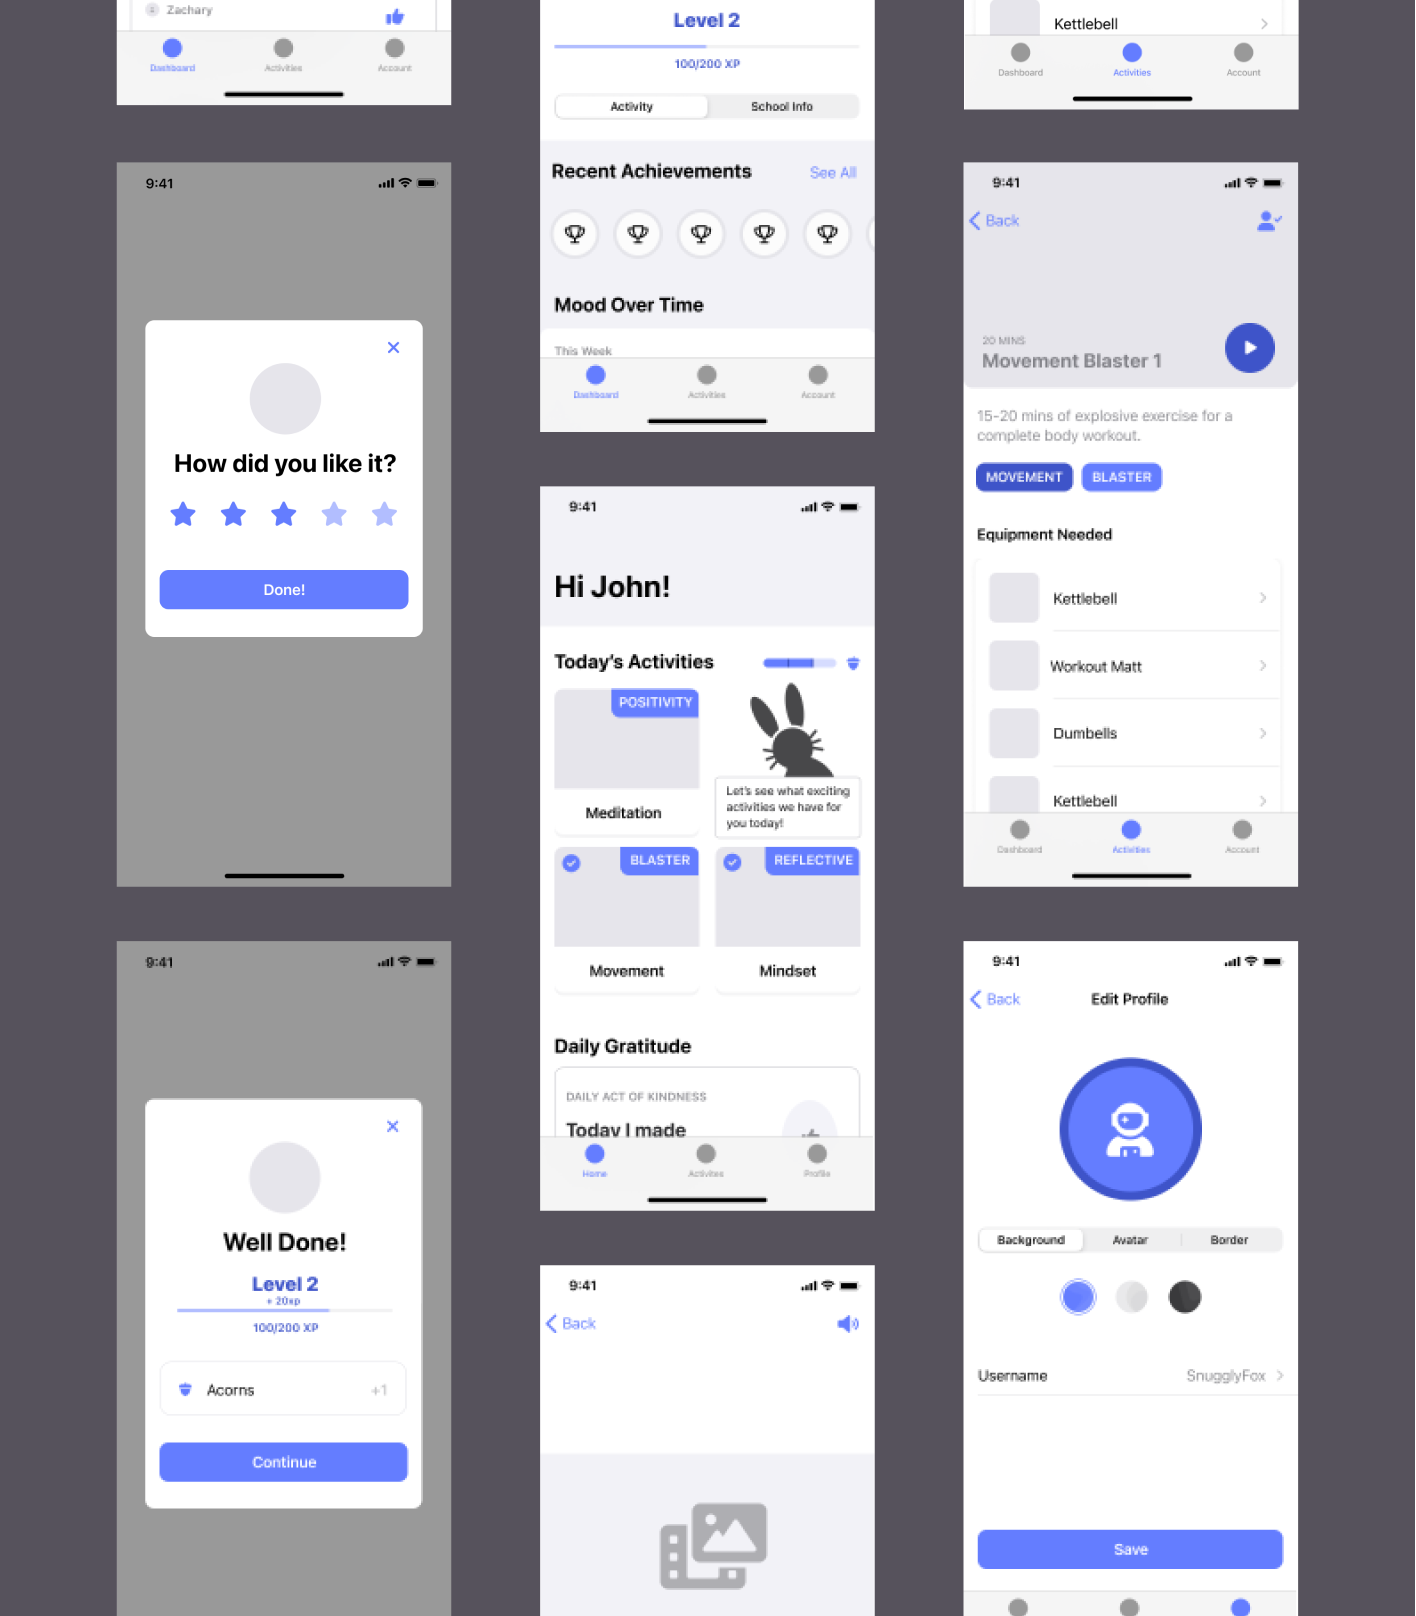 Zachary
Dashboard
Activities
Account
9:41
How did you like it?
Done!
9:41
Well Done!
Level 2
+ 20xp
100/200 XP
Acorns
+1
Continue
Level 2
100/200 XP
Activity
School Info
Recent Achievements
See All
Mood Over Time
This Week
Dashboard
Activities
Account
9:41
Hi John!
Today's Activities
POSITIVITY
Meditation
Let's see what exciting
activities we have for
you today!
BLASTER
Movement
REFLECTIVE
Mindset
Daily Gratitude
DAILY ACT OF KINDNESS
Today I made
Home
Activites
Profile
9:41
Back
Kettlebell
Dashboard
Activities
Account
9:41
Back
20 MINS
Movement Blaster 1
15-20 mins of explosive exercise for a
complete body workout.
MOVEMENT
BLASTER
Equipment Needed
Kettlebell
Workout Matt
Dumbells
Kettlebell
Dashboard
Activities
Account
9:41
Back
Edit Profile
Background
Avatar
Border
Username
SnugglyFox
Save